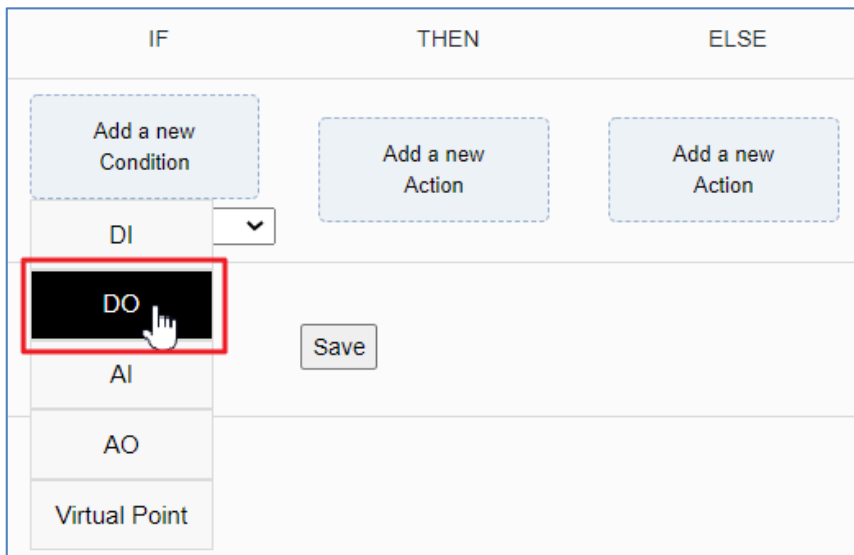 IF THEN ELSE
Add a new
Condition
Add a new
Action
Add a new
Action
DI
DO
AI
AO
Virtual Point
Save